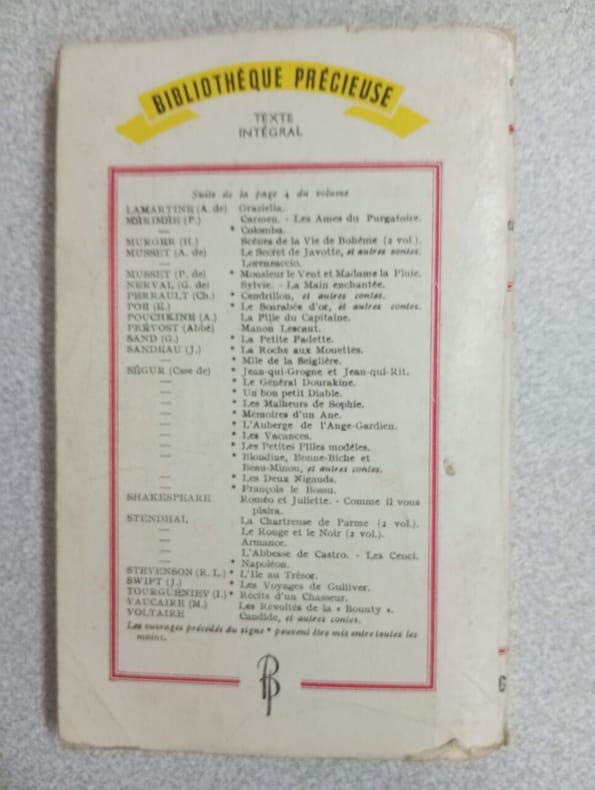 BIBLIOTHÈQUE PRÉCIEUSE
TEXTE
INTÉGRAL
Suite de la page 4 du volume
LAMARTINE (A. de) Graziella.
MÉRIMÉE (P.) Carmen. - Les Ames du Purgatoire.
— * Colomba.
MURGER (H.) Scènes de la Vie de Bohême (2 vol.).
MUSSET (A. de) Le Secret de Javotte, et autres contes.
— Lorenzaccio.
MUSSET (P. de) * Monsieur le Vent et Madame la Pluie.
NERVAL (G. de) Sylvie. - La Main enchantée.
PERRAULT (Ch.) * Cendrillon, et autres contes.
POE (E.) * Le Scarabée d'or, et autres contes.
POUCHKINE (A.) La Fille du Capitaine.
PRÉVOST (Abbé) Manon Lescaut.
SAND (G.) * La Petite Fadette.
SANDEAU (J.) * La Roche aux Mouettes.
— * Mlle de la Seiglière.
SÉGUR (Csse de) * Jean-qui-Grogne et Jean-qui-Rit.
— * Le Général Dourakine.
— * Un bon petit Diable.
— * Les Malheurs de Sophie.
— * Mémoires d'un Ane.
— * L'Auberge de l'Ange-Gardien.
— * Les Vacances.
— * Les Petites Filles modèles.
— * Blondine, Bonne-Biche et
Beau-Minou, et autres contes.
— * Les Deux Nigauds.
— * François le Bossu.
SHAKESPEARE Roméo et Juliette. - Comme il vous
plaira.
STENDHAL La Chartreuse de Parme (2 vol.).
— Le Rouge et le Noir (2 vol.).
— Armance.
— L'Abbesse de Castro. - Les Cenci.
— * Napoléon.
STEVENSON (R. L.) * L'Ile au Trésor.
SWIFT (J.) * Les Voyages de Gulliver.
TOURGUENIEV (I.) * Récits d'un Chasseur.
VAUCAIRE (M.) Les Révoltés de la « Bounty ».
VOLTAIRE Candide, et autres contes.
Les ouvrages précédés du signe * peuvent être mis entre toutes les
mains.